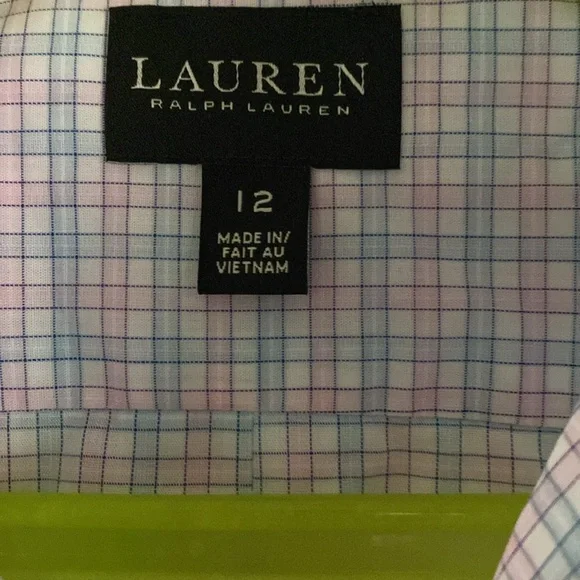 LAUREN
RALPH LAUREN
12
MADE IN/
FAIT AU
VIETNAM